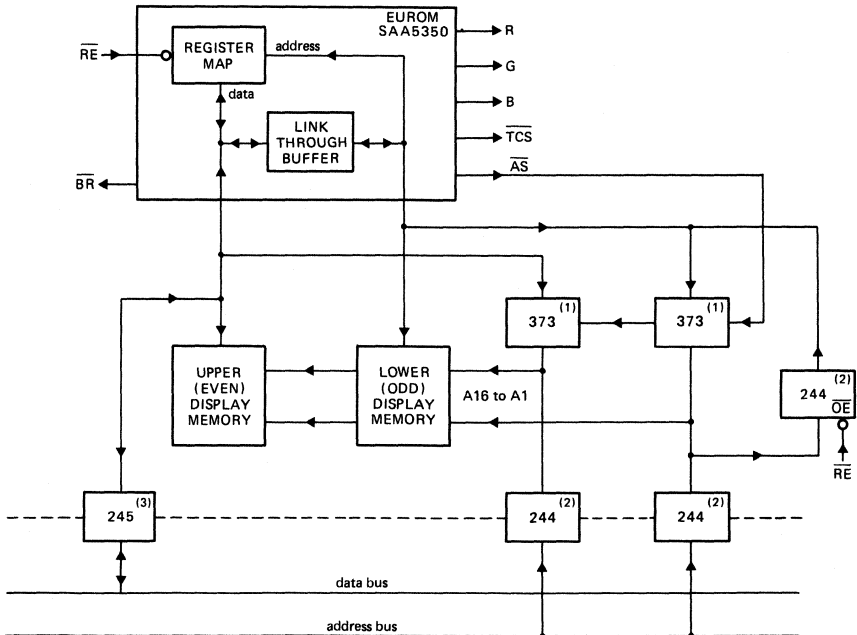 EUROM
SAA5350
R
RE
REGISTER
MAP
address
G
data
B
LINK
THROUGH
BUFFER
TCS
AS
BR
373
(1)
373
(1)
UPPER
(EVEN)
DISPLAY
MEMORY
LOWER
(ODD)
DISPLAY
MEMORY
A16 to A1
244
(2)
OE
RE
245
(3)
244
(2)
244
(2)
data bus
address bus